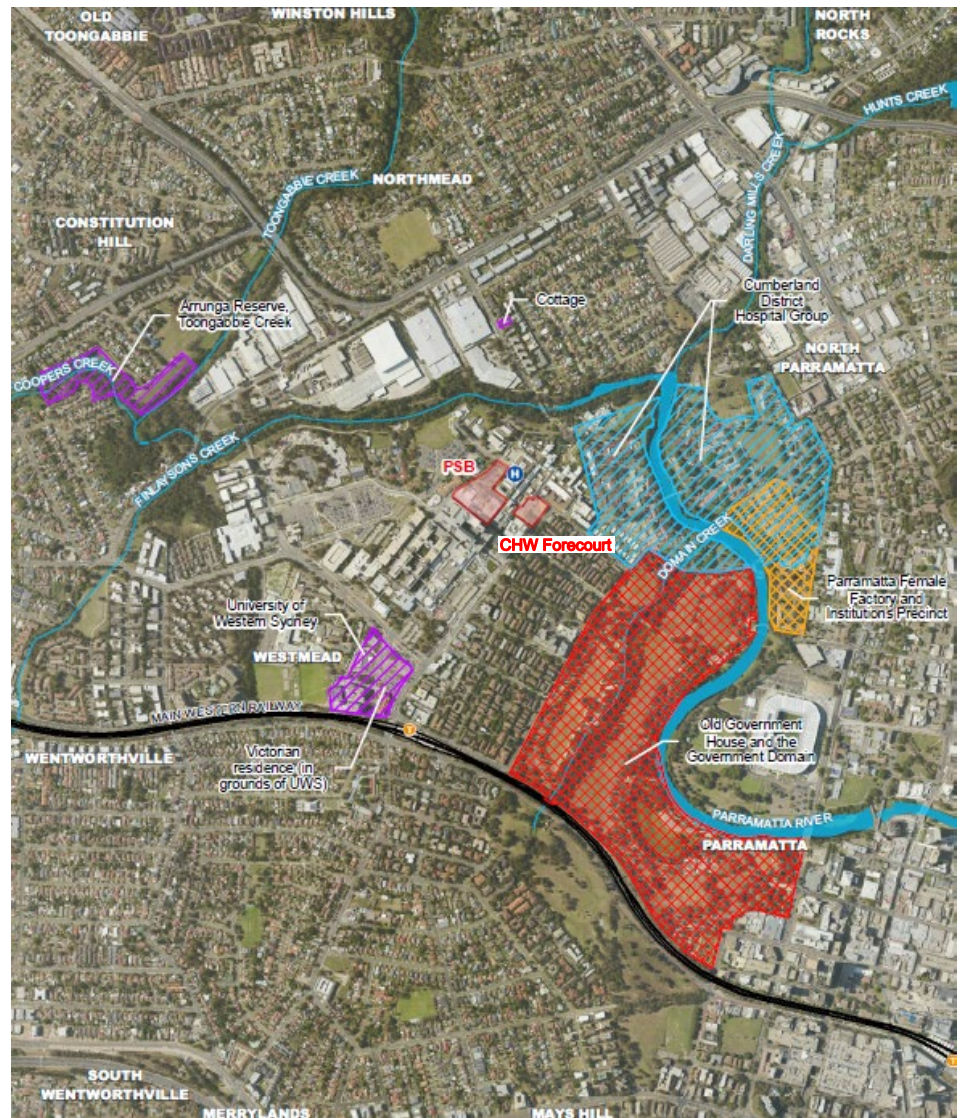 OLD
TOONGABBIE
WINSTON HILLS
NORTH
ROCKS
HUNTS CREEK
TOONGABBIE CREEK
NORTHMEAD
DARLING MILLS CREEK
CONSTITUTION
HILL
Cumberland
District
Hospital Group
Cottage
Arrunga Reserve,
Toongabbie Creek
NORTH
PARRAMATTA
COOPERS CREEK
FINLAYSONS CREEK
PSB
H
CHW Forecourt
DOMAIN CREEK
Parramatta Female
Factory and
Institutions Precinct
University of
Western Sydney
WESTMEAD
MAIN WESTERN RAILWAY
T
Old Government
House and the
Government Domain
WENTWORTHVILLE
Victorian
residence (in
grounds of UWS)
PARRAMATTA RIVER
PARRAMATTA
T
SOUTH
WENTWORTHVILLE
MERRYLANDS
MAYS HILL